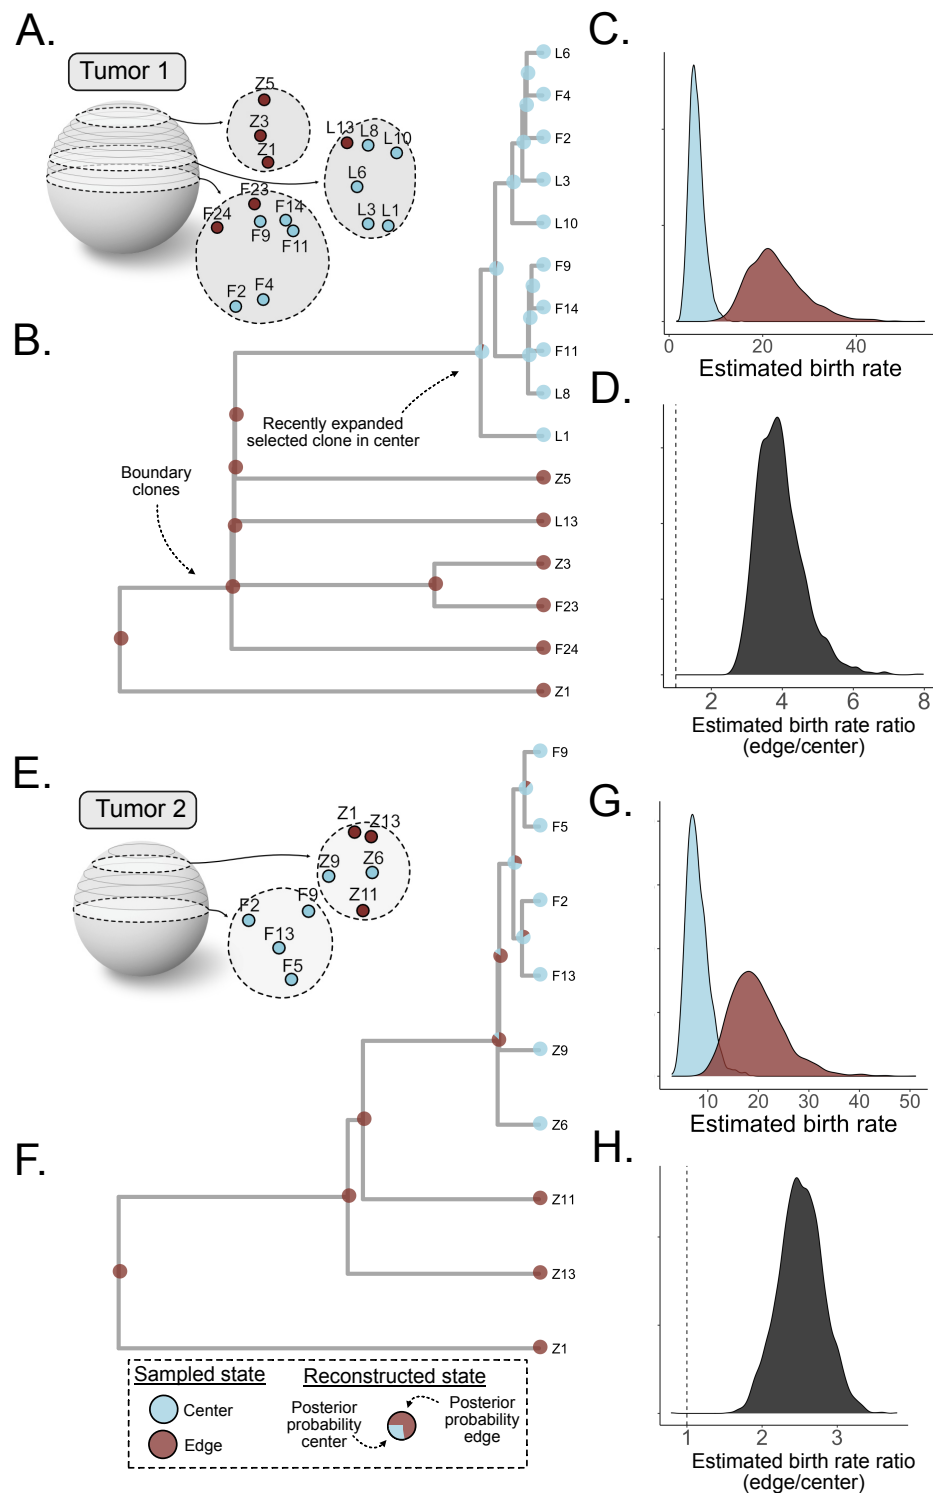 A.
Tumor 1
Z5
Z3
Z1
L13
L8
L10
L6
L3
L1
F23
F24
F14
F9
F11
F2
F4
B.
L6
F4
F2
L3
L10
F9
F14
F11
L8
L1
Z5
L13
Z3
F23
F24
Z1
Recently expanded
selected clone in center
Boundary
clones
C.
0
20
40
Estimated birth rate
D.
2
4
6
8
Estimated birth rate ratio
(edge/center)
E.
Tumor 2
Z1
Z13
Z9
Z6
Z11
F2
F9
F13
F5
F.
F9
F5
F2
F13
Z9
Z6
Z11
Z13
Z1
Sampled state
Center
Edge
Reconstructed state
Posterior
probability
center
Posterior
probability
edge
G.
10
20
30
40
50
Estimated birth rate
H.
1
2
3
Estimated birth rate ratio
(edge/center)